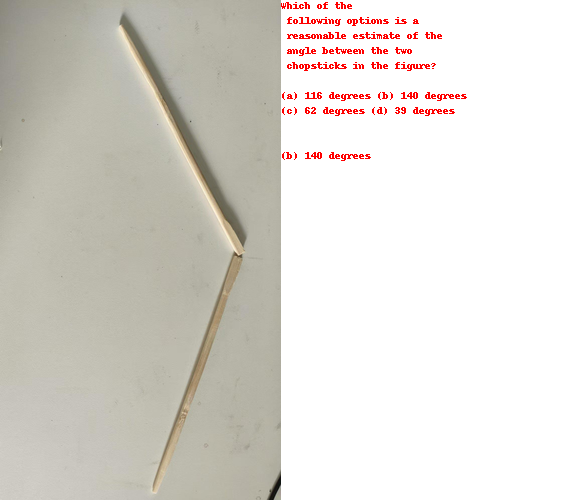 Which of the
following options is a
reasonable estimate of the
angle between the two
chopsticks in the figure?
(a) 116 degrees (b) 140 degrees
(c) 62 degrees (d) 39 degrees
(b) 140 degrees